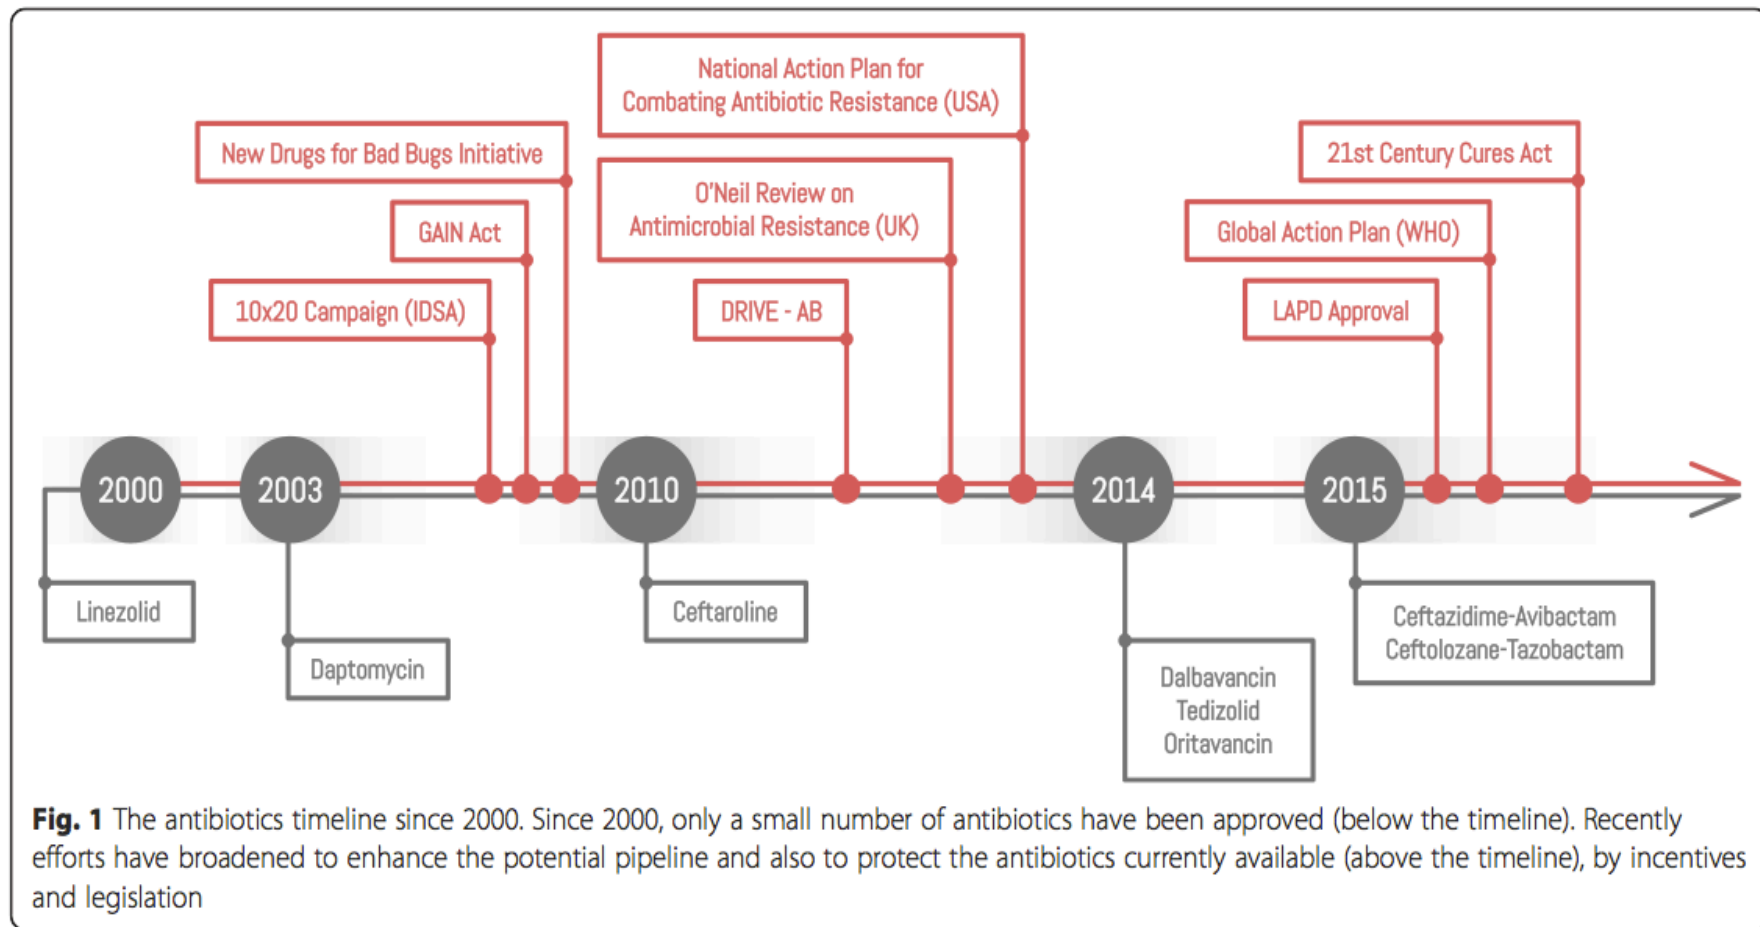 National Action Plan for
Combating Antibiotic Resistance (USA)
New Drugs for Bad Bugs Initiative
21st Century Cures Act
O'Neil Review on
Antimicrobial Resistance (UK)
GAIN Act
Global Action Plan (WHO)
10x20 Campaign (IDSA)
DRIVE - AB
LAPD Approval
2000
2003
2010
2014
2015
Linezolid
Daptomycin
Ceftaroline
Dalbavancin
Tedizolid
Oritavancin
Ceftazidime-Avibactam
Ceftolozane-Tazobactam
Fig. 1 The antibiotics timeline since 2000. Since 2000, only a small number of antibiotics have been approved (below the timeline). Recently
efforts have broadened to enhance the potential pipeline and also to protect the antibiotics currently available (above the timeline), by incentives
and legislation